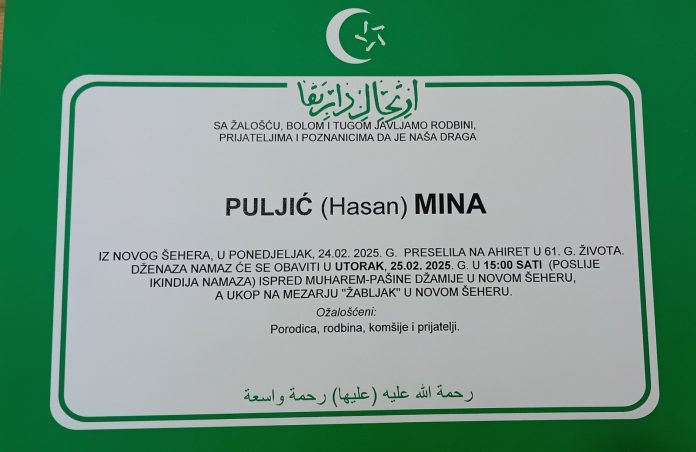 ارتحال دار بقا
SA ŽALOŠĆU, BOLOM I TUGOM JAVLJAMO RODBINI,
PRIJATELJIMA I POZNANICIMA DA JE NAŠA DRAGA
PULJIĆ (Hasan) MINA
IZ NOVOG ŠEHERA, U PONEDJELJAK, 24.02. 2025. G. PRESELILA NA AHIRET U 61. G. ŽIVOTA.
DŽENAZA NAMAZ ĆE SE OBAVITI U UTORAK, 25.02. 2025. G. U 15:00 SATI (POSLIJE
IKINDIJA NAMAZA) ISPRED MUHAREM-PAŠINE DŽAMIJE U NOVOM ŠEHERU,
A UKOP NA MEZARJU "ŽABLJAK" U NOVOM ŠEHERU.
Ožalošćeni:
Porodica, rodbina, komšije i prijatelji.
رحمة الله عليه (عليها) رحمة واسعة